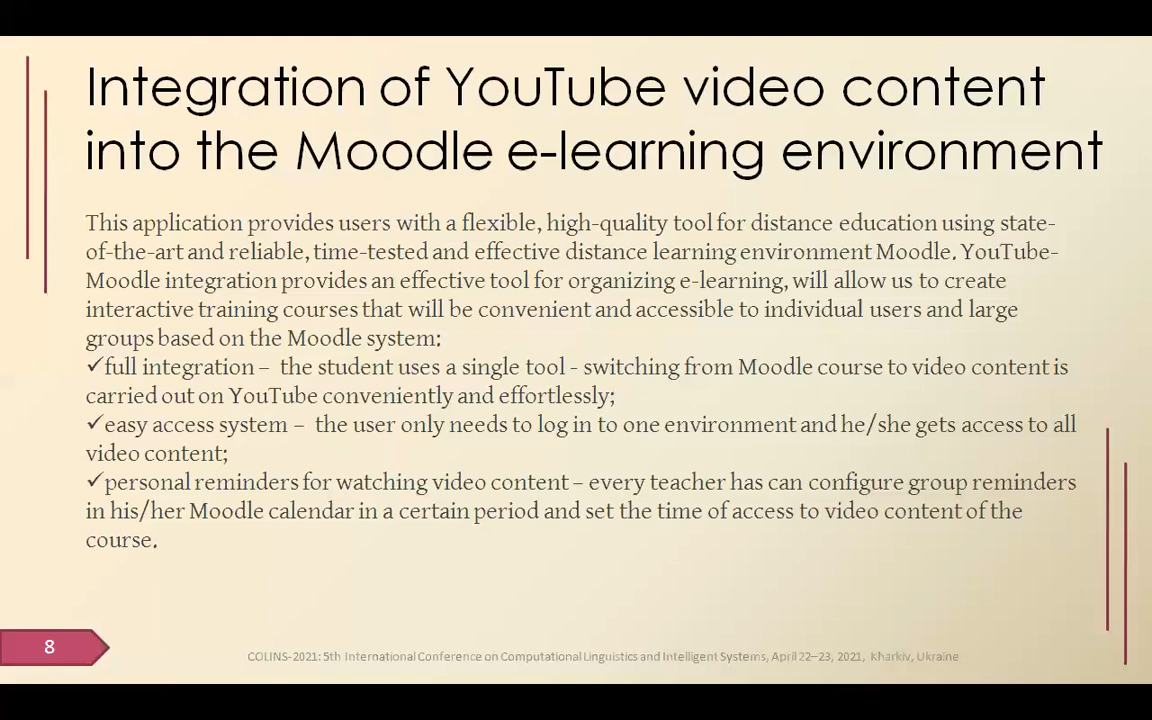 Integration of YouTube video content
into the Moodle e-learning environment
This application provides users with a flexible, high-quality tool for distance education using state-
of-the-art and reliable, time-tested and effective distance learning environment Moodle. YouTube-
Moodle integration provides an effective tool for organizing e-learning, will allow us to create
interactive training courses that will be convenient and accessible to individual users and large
groups based on the Moodle system:
✓full integration – the student uses a single tool - switching from Moodle course to video content is
carried out on YouTube conveniently and effortlessly;
✓easy access system – the user only needs to log in to one environment and he/she gets access to all
video content;
✓personal reminders for watching video content – every teacher has can configure group reminders
in his/her Moodle calendar in a certain period and set the time of access to video content of the
course.
8
COLINS-2021: 5th International Conference on Computational Linguistics and Intelligent Systems, April 22–23, 2021, Kharkiv, Ukraine